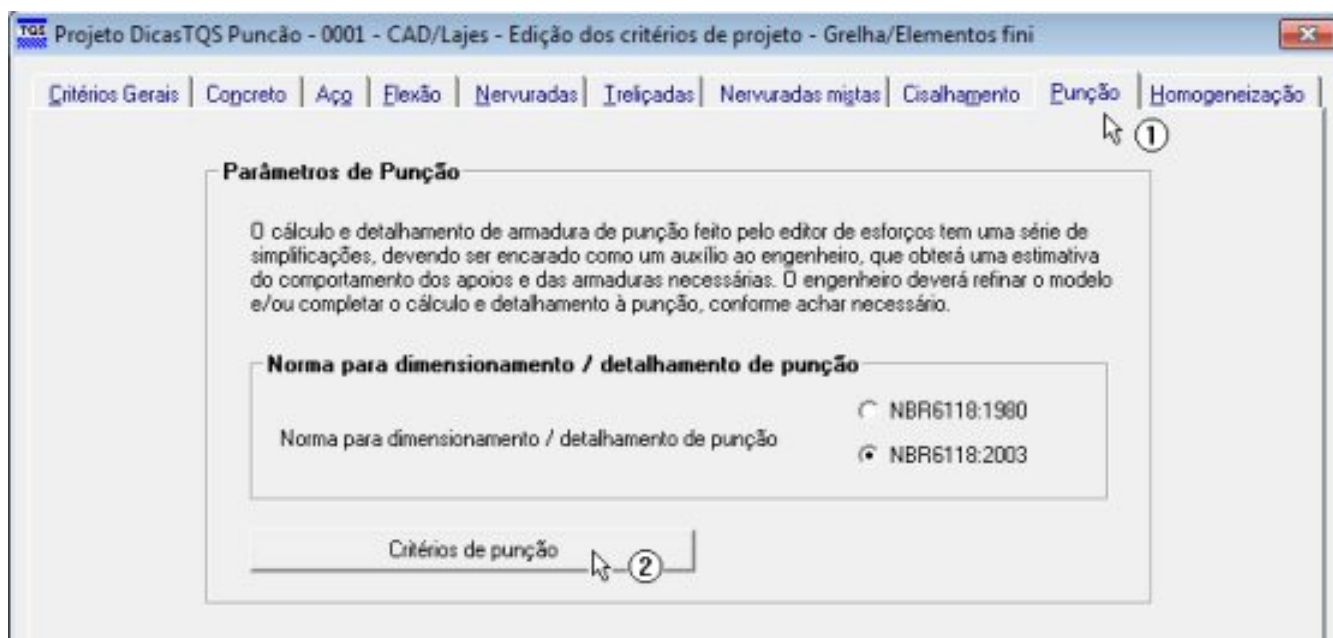 TQS Projeto DicasTQS Puncão - 0001 - CAD/Lajes - Edição dos critérios de projeto - Grelha/Elementos fini
Critérios Gerais Concreto Aço Flexão Nervuradas Treliçadas Nervuradas mistas Cisalhamento Punção Homogeneização
1
Parâmetros de Punção
O cálculo e detalhamento de armadura de punção feito pelo editor de esforços tem uma série de
simplificações, devendo ser encarado como um auxílio ao engenheiro, que obterá uma estimativa
do comportamento dos apoios e das armaduras necessárias. O engenheiro deverá refinar o modelo
e/ou completar o cálculo e detalhamento à punção, conforme achar necessário.
Norma para dimensionamento / detalhamento de punção
NBR6118:1980
Norma para dimensionamento / detalhamento de punção
NBR6118:2003
Critérios de punção
2